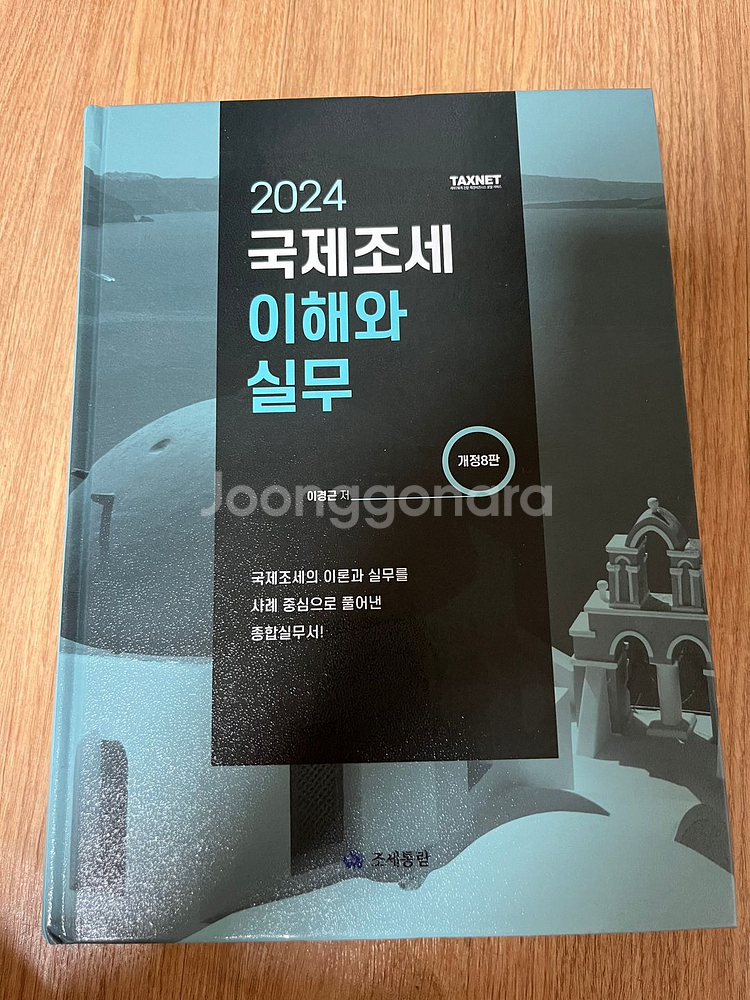 2024
TAXNET
국제조세
이해와
실무
개정8판
이경근 저
Joonggonara
국제조세의 이론과 실무를
사례 중심으로 풀어낸
종합실무서!
조세통람